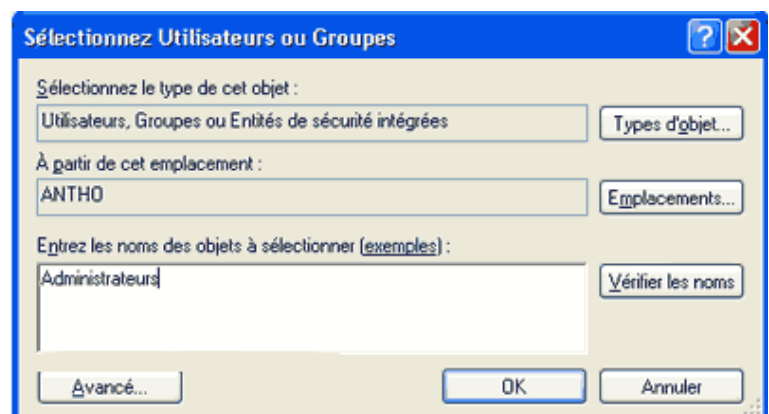 Sélectionnez Utilisateurs ou Groupes
Sélectionnez le type de cet objet :
Utilisateurs, Groupes ou Entités de sécurité intégrées
Types d'objet...
À partir de cet emplacement :
ANTHO
Emplacements...
Entrez les noms des objets à sélectionner (exemples) :
Administrateurs
Vérifier les noms
Avancé...
OK
Annuler